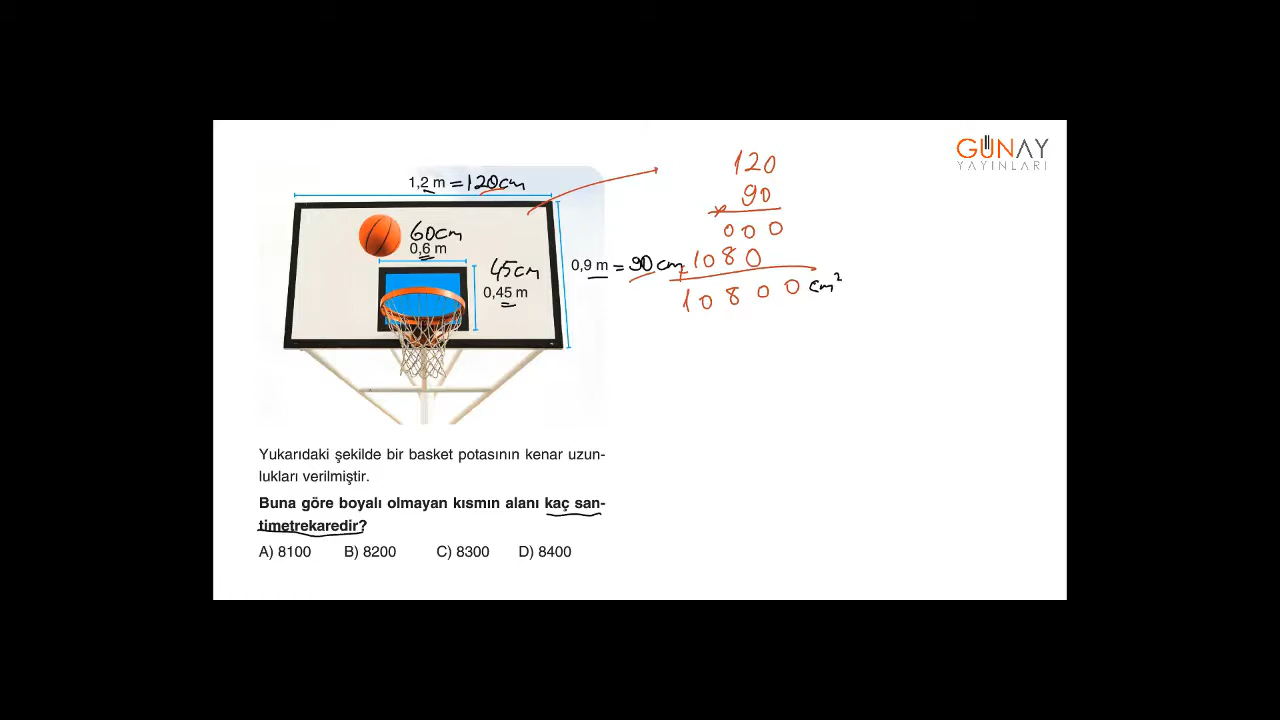 GÜNAY
YAYINLARI
1,2 m = 120cm
60cm
0,6 m
45cm
0,45 m
0,9 m = 90 cm
120
90
x
000
+ 1080
10800 cm²
Yukarıdaki şekilde bir basket potasının kenar uzun-
lukları verilmiştir.
Buna göre boyalı olmayan kısmın alanı kaç san-
timetrekaredir?
A) 8100 B) 8200 C) 8300 D) 8400